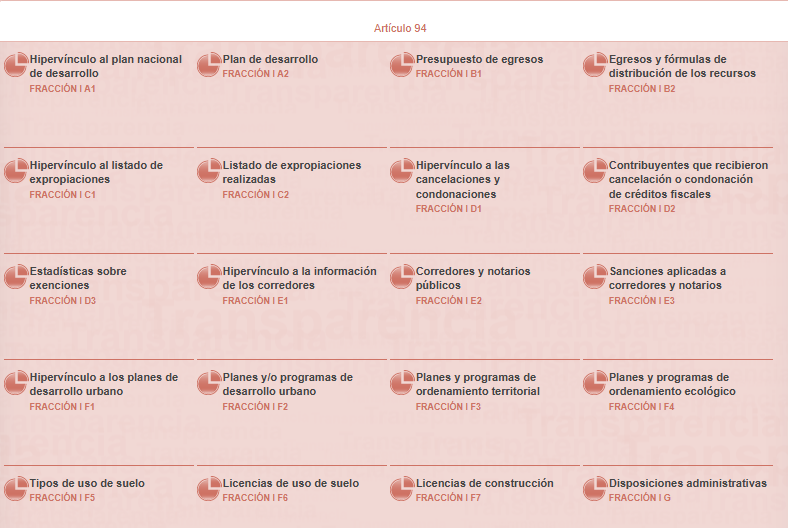 Artículo 94
Hipervínculo al plan nacional
de desarrollo
FRACCIÓN I A1
Plan de desarrollo
FRACCIÓN I A2
Presupuesto de egresos
FRACCIÓN I B1
Egresos y fórmulas de
distribución de los recursos
FRACCIÓN I B2
Hipervínculo al listado de
expropiaciones
FRACCIÓN I C1
Listado de expropiaciones
realizadas
FRACCIÓN I C2
Hipervínculo a las
cancelaciones y
condonaciones
FRACCIÓN I D1
Contribuyentes que recibieron
cancelación o condonación
de créditos fiscales
FRACCIÓN I D2
Estadísticas sobre
exenciones
FRACCIÓN I D3
Hipervínculo a la información
de los corredores
FRACCIÓN I E1
Corredores y notarios
públicos
FRACCIÓN I E2
Sanciones aplicadas a
corredores y notarios
FRACCIÓN I E3
Hipervínculo a los planes de
desarrollo urbano
FRACCIÓN I F1
Planes y/o programas de
desarrollo urbano
FRACCIÓN I F2
Planes y programas de
ordenamiento territorial
FRACCIÓN I F3
Planes y programas de
ordenamiento ecológico
FRACCIÓN I F4
Tipos de uso de suelo
FRACCIÓN I F5
Licencias de uso de suelo
FRACCIÓN I F6
Licencias de construcción
FRACCIÓN I F7
Disposiciones administrativas
FRACCIÓN I G
Transparencia